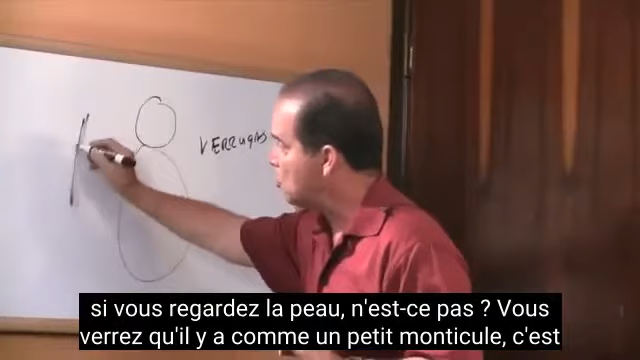 VERRUGAS
si vous regardez la peau, n'est-ce pas ? Vous
verrez qu'il y a comme un petit monticule, c'est